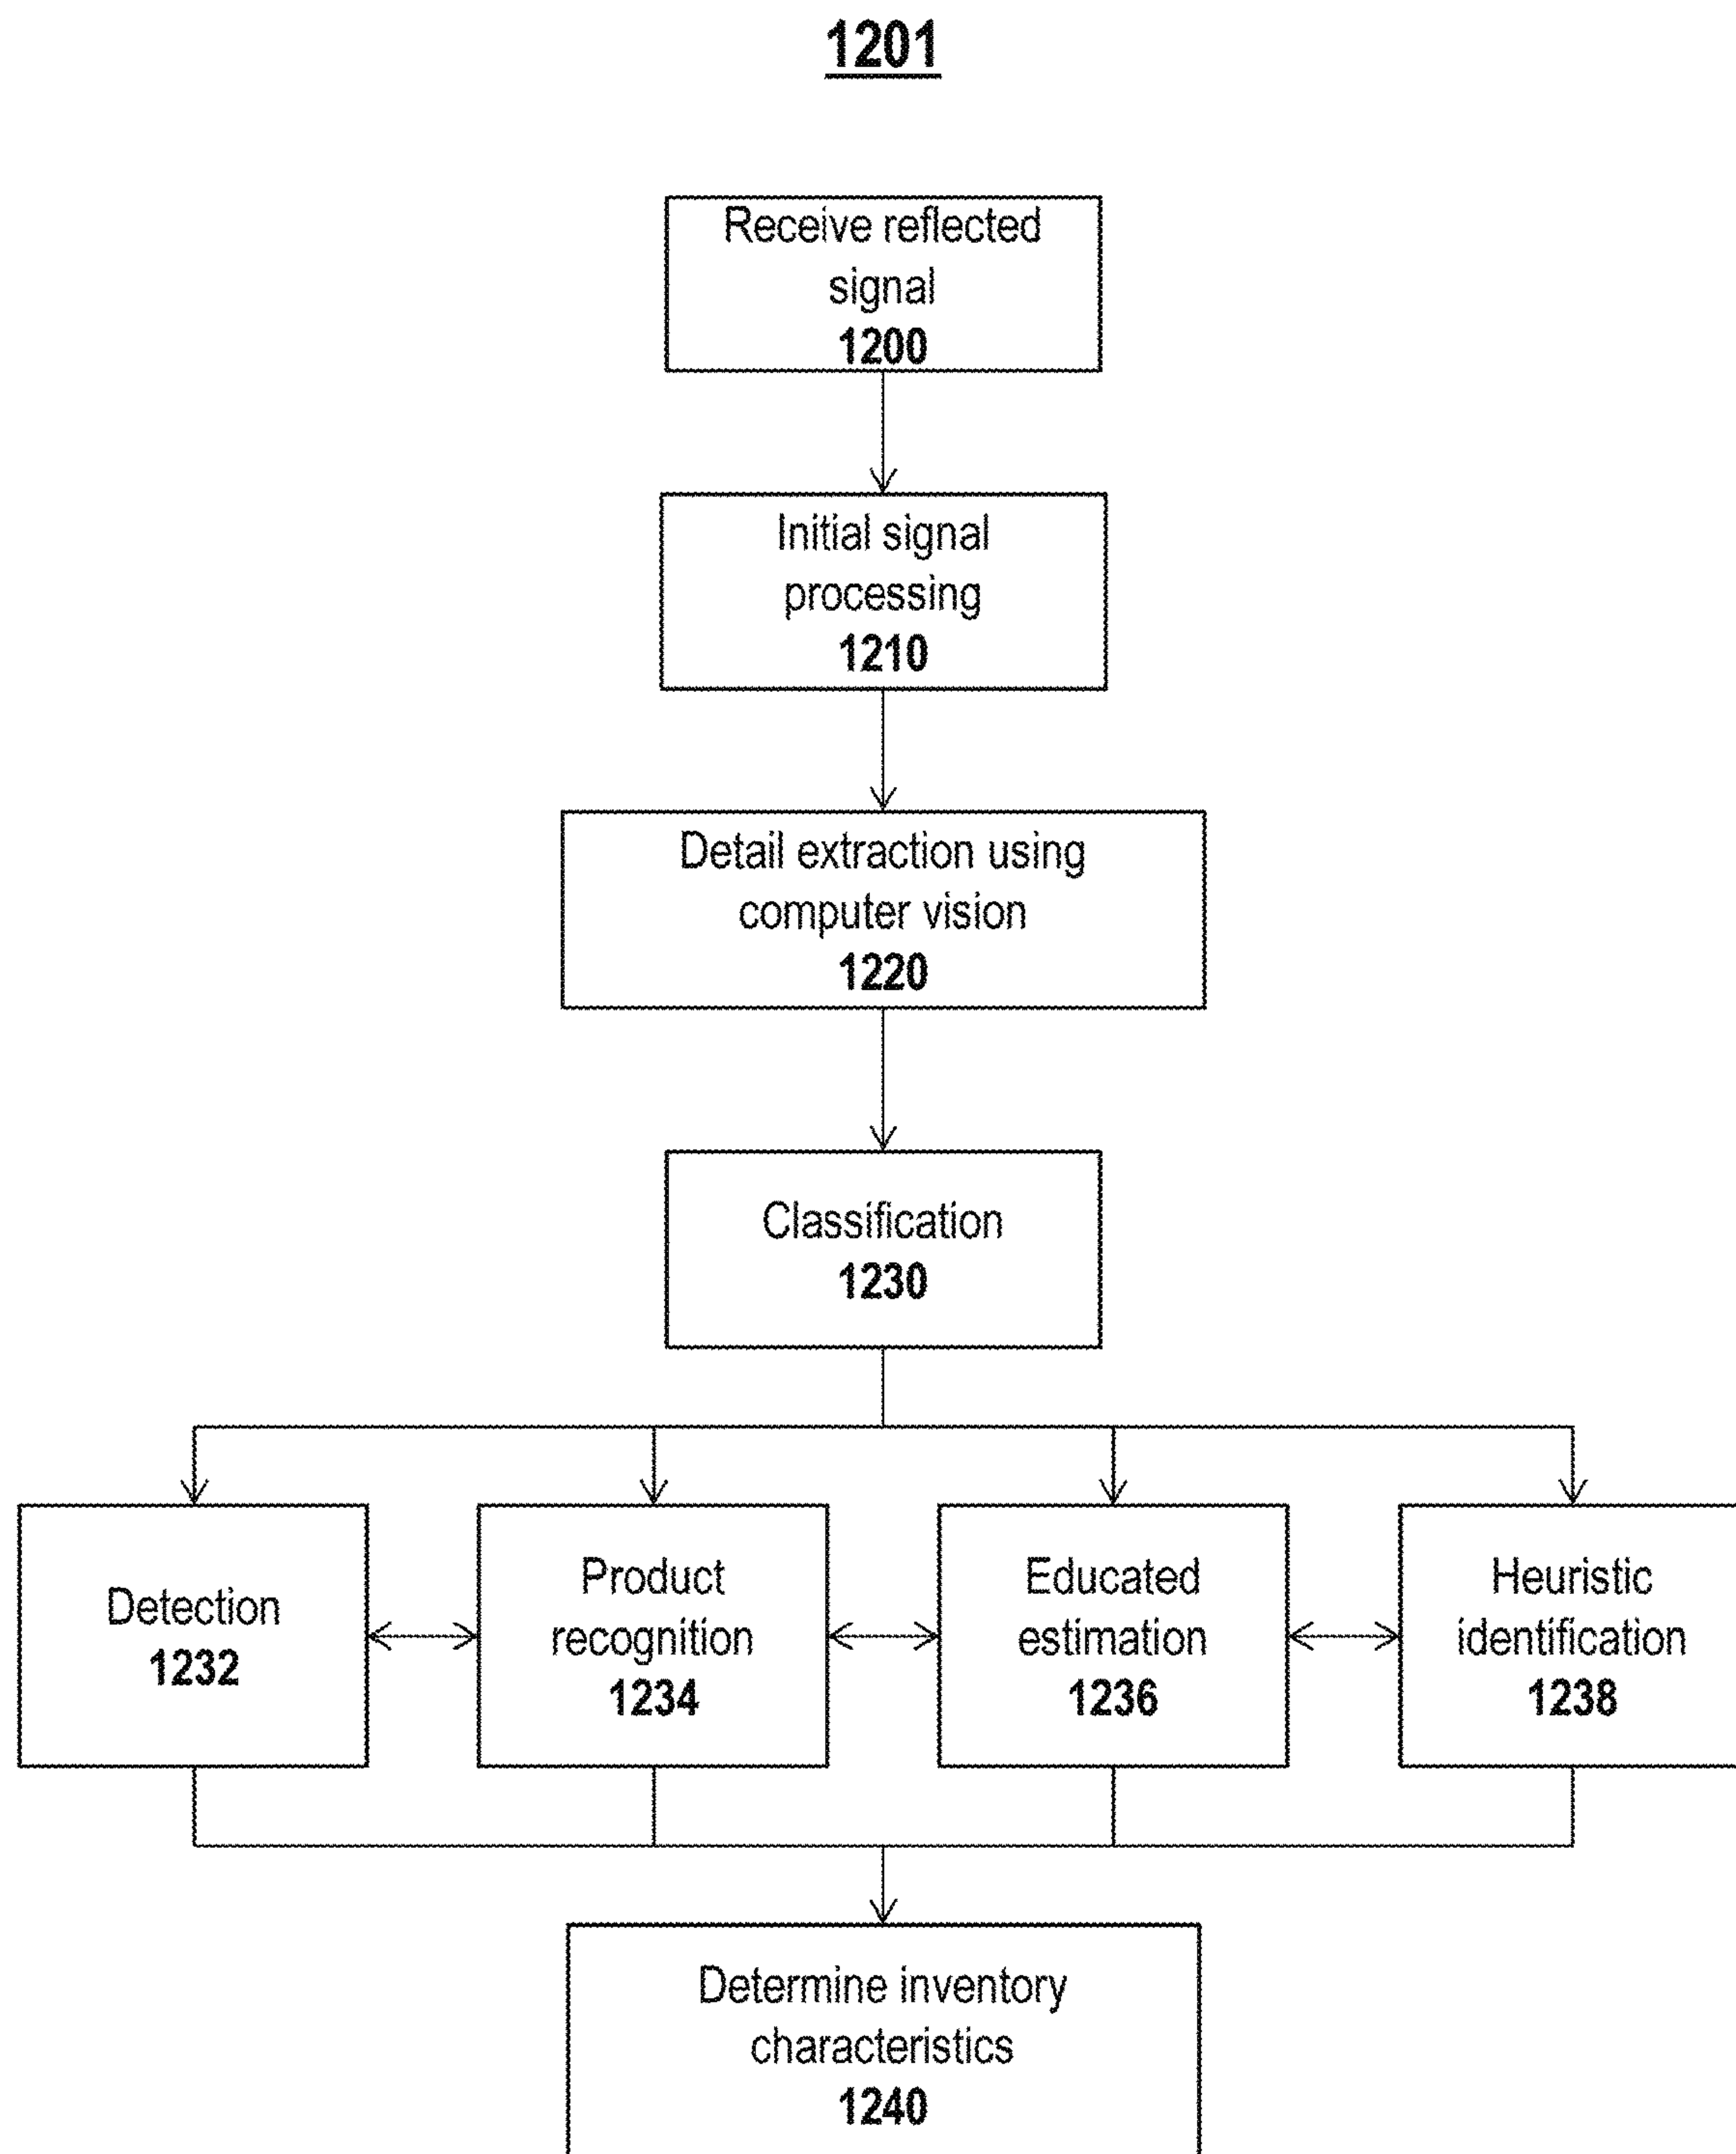 1201
Receive reflected
signal
1200
Initial signal
processing
1210
Detail extraction using
computer vision
1220
Classification
1230
Detection
1232
Product
recognition
1234
Educated
estimation
1236
Heuristic
identification
1238
Determine inventory
characteristics
1240